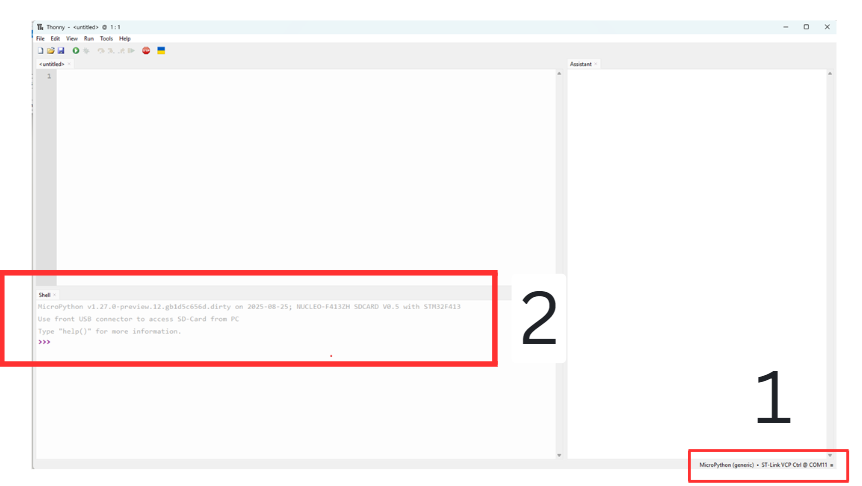 Thonny - <untitled> @ 1:1
File Edit View Run Tools Help
<untitled>
Assistant
1
Shell
MicroPython v1.27.0-preview.12.gb1d5c656d.dirty on 2025-08-25; NUCLEO-F413ZH SDCARD V0.5 with STM32F413
Use front USB connector to access SD-Card from PC
Type "help()" for more information.
>>>
2
1
MicroPython (generic) • ST-Link VCP Ctrl @ COM11 ≡